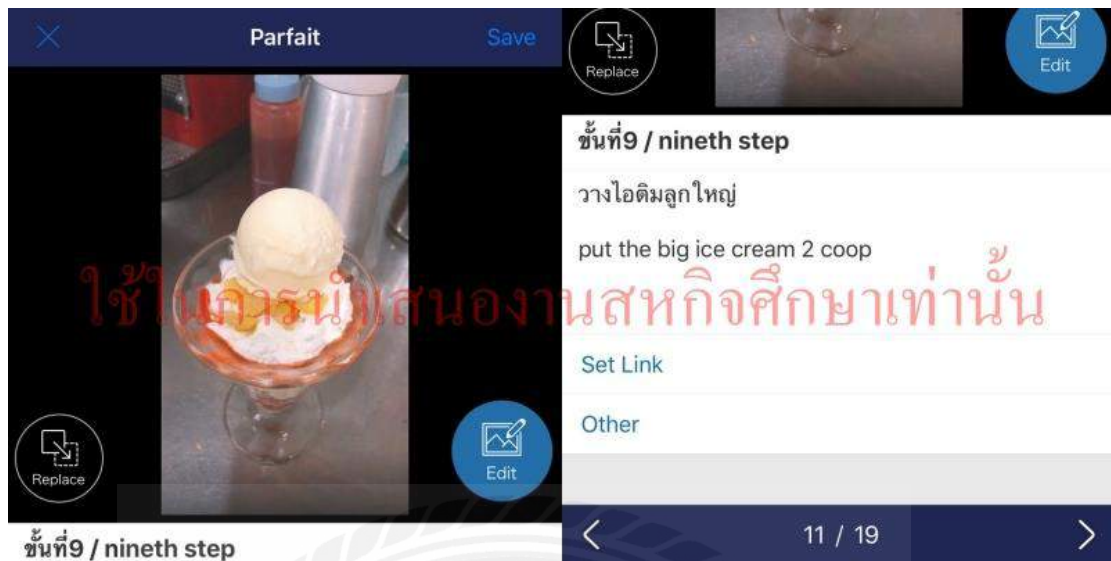 Parfait
Save
Replace
Edit
ขั้นที่9 / nineth step
Replace
Edit
ขั้นที่9 / nineth step
วางไอติมลูกใหญ่
put the big ice cream 2 coop
ใช้ในการนำเสนองานสหกิจศึกษาเท่านั้น
Set Link
Other
11 / 19